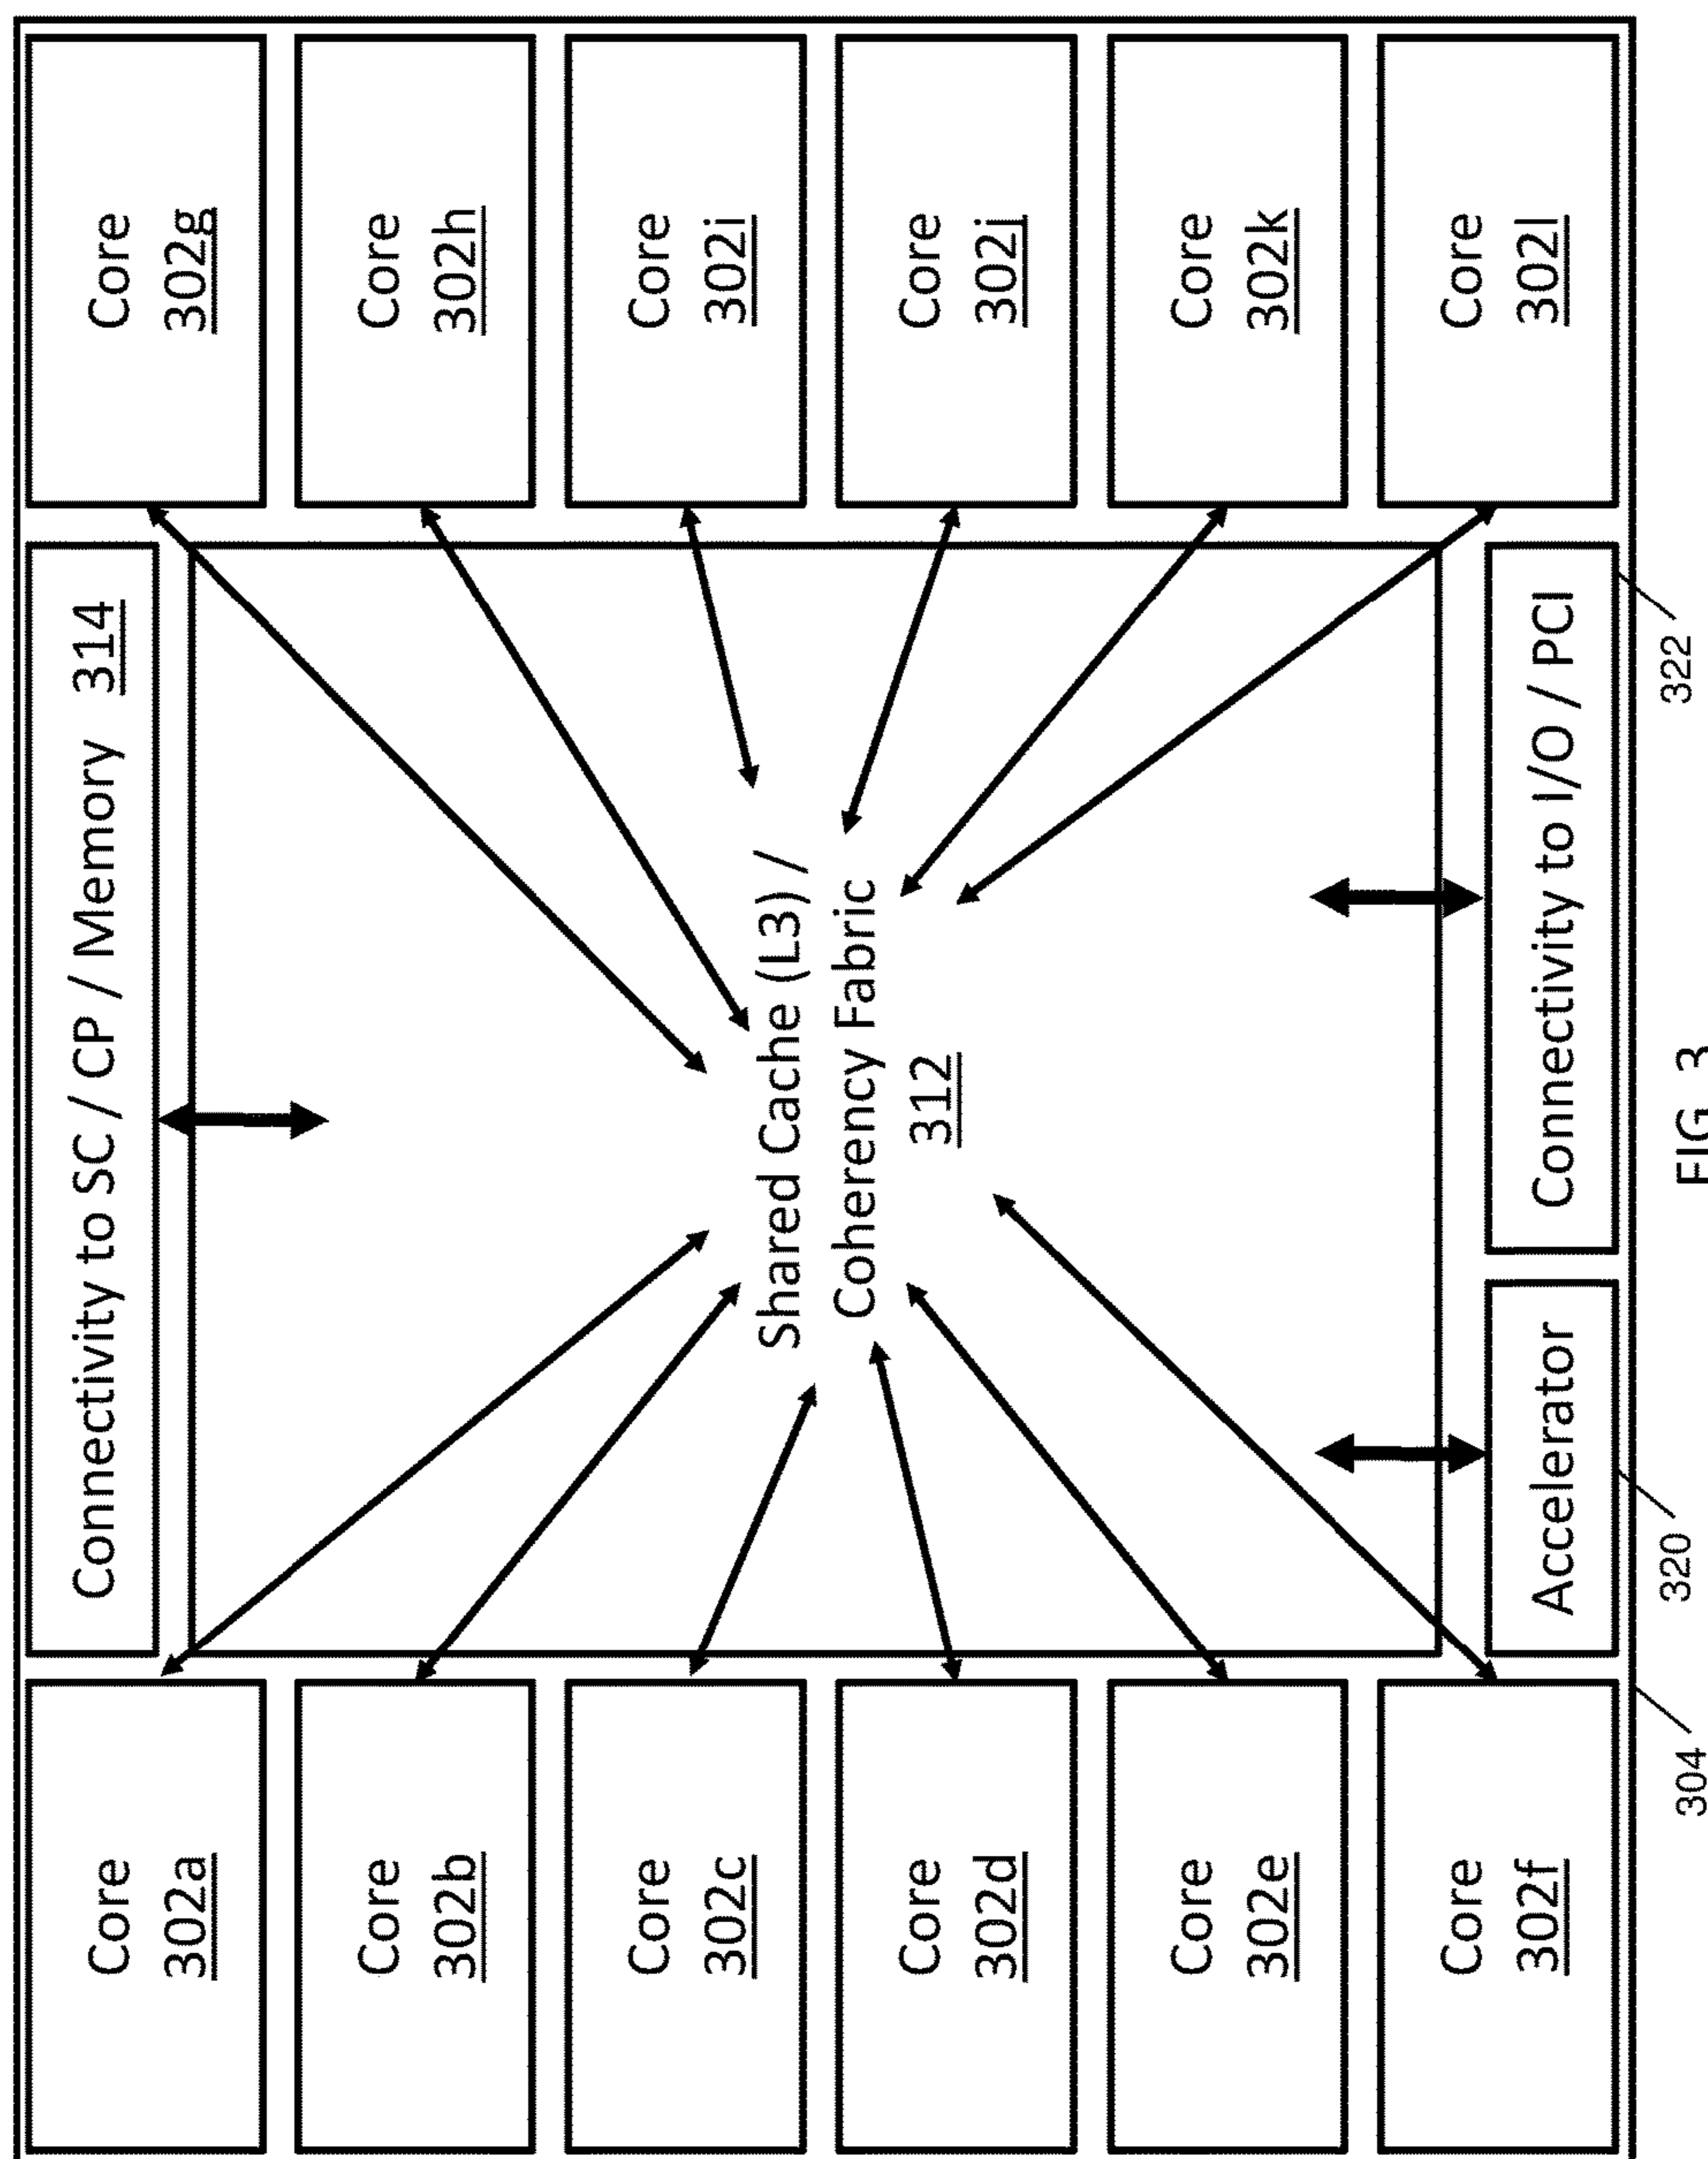 Core
302a
Connectivity to SC / CP / Memory 314
Core
302g
Core
302b
Core
302h
Core
302c
Core
302i
Shared Cache (L3) /
Coherency Fabric
312
Core
302d
Core
302j
Core
302e
Core
302k
Core
302f
Accelerator
Connectivity to I/O / PCI
Core
302l
304
320
322
FIG. 3